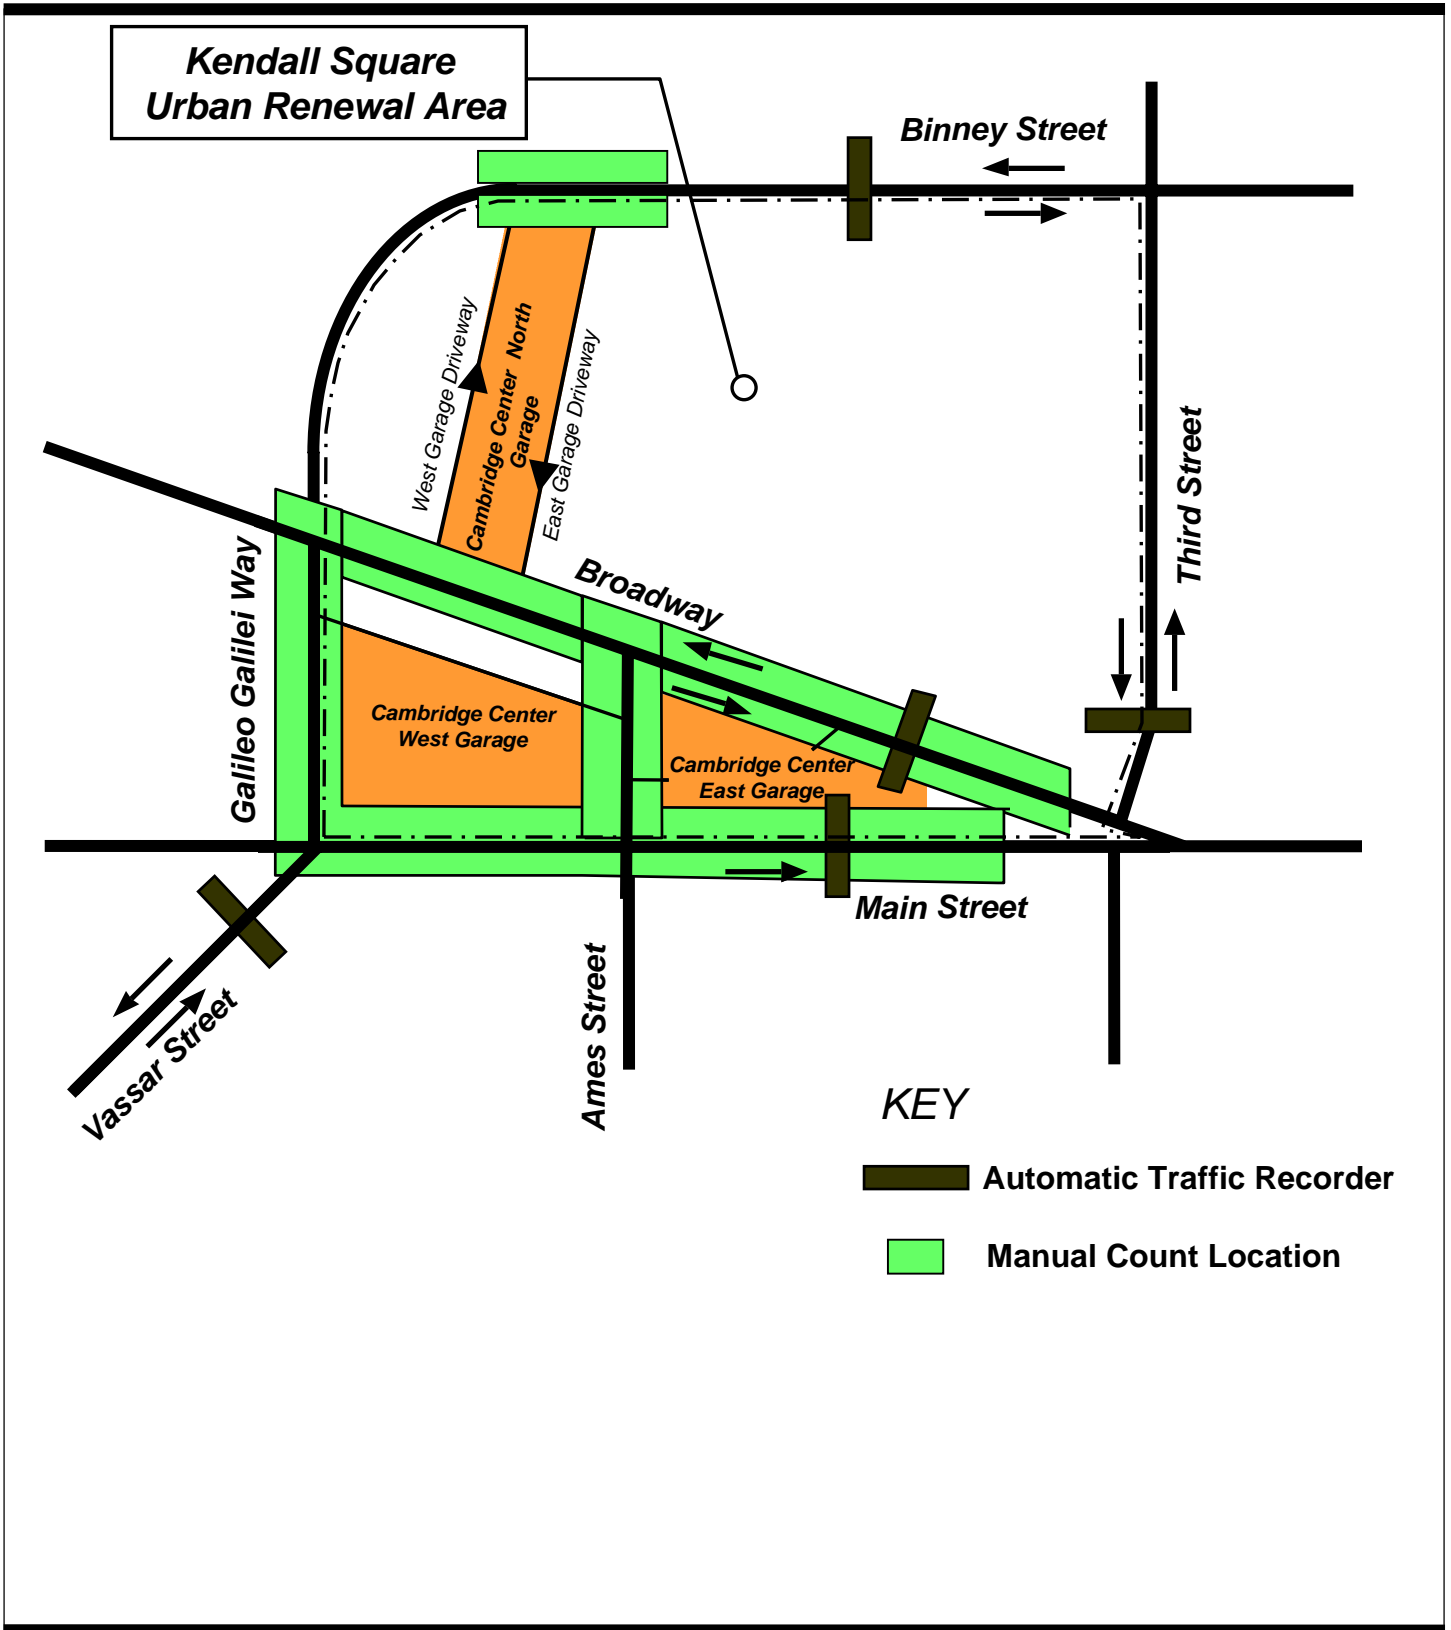 Kendall Square
Urban Renewal Area
Binney Street
West Garage Driveway
Cambridge Center North
Garage
East Garage Driveway
Third Street
Broadway
Galileo Galilei Way
Cambridge Center
West Garage
Cambridge Center
East Garage
Main Street
Vassar Street
Ames Street
KEY
Automatic Traffic Recorder
Manual Count Location